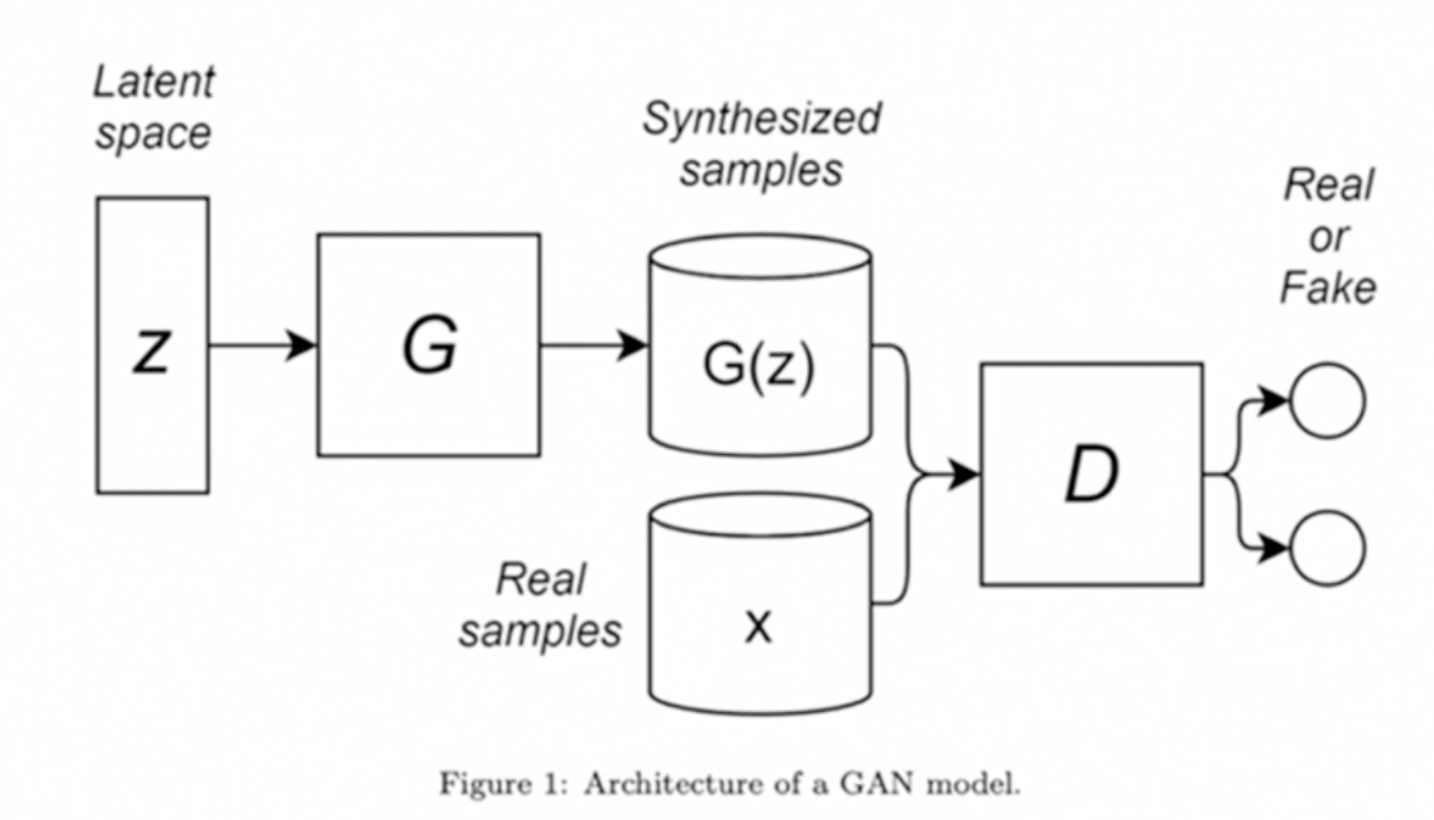 Latent
space
z
G
Synthesized
samples
G(z)
Real
samples
x
D
Real
or
Fake
Figure 1: Architecture of a GAN model.